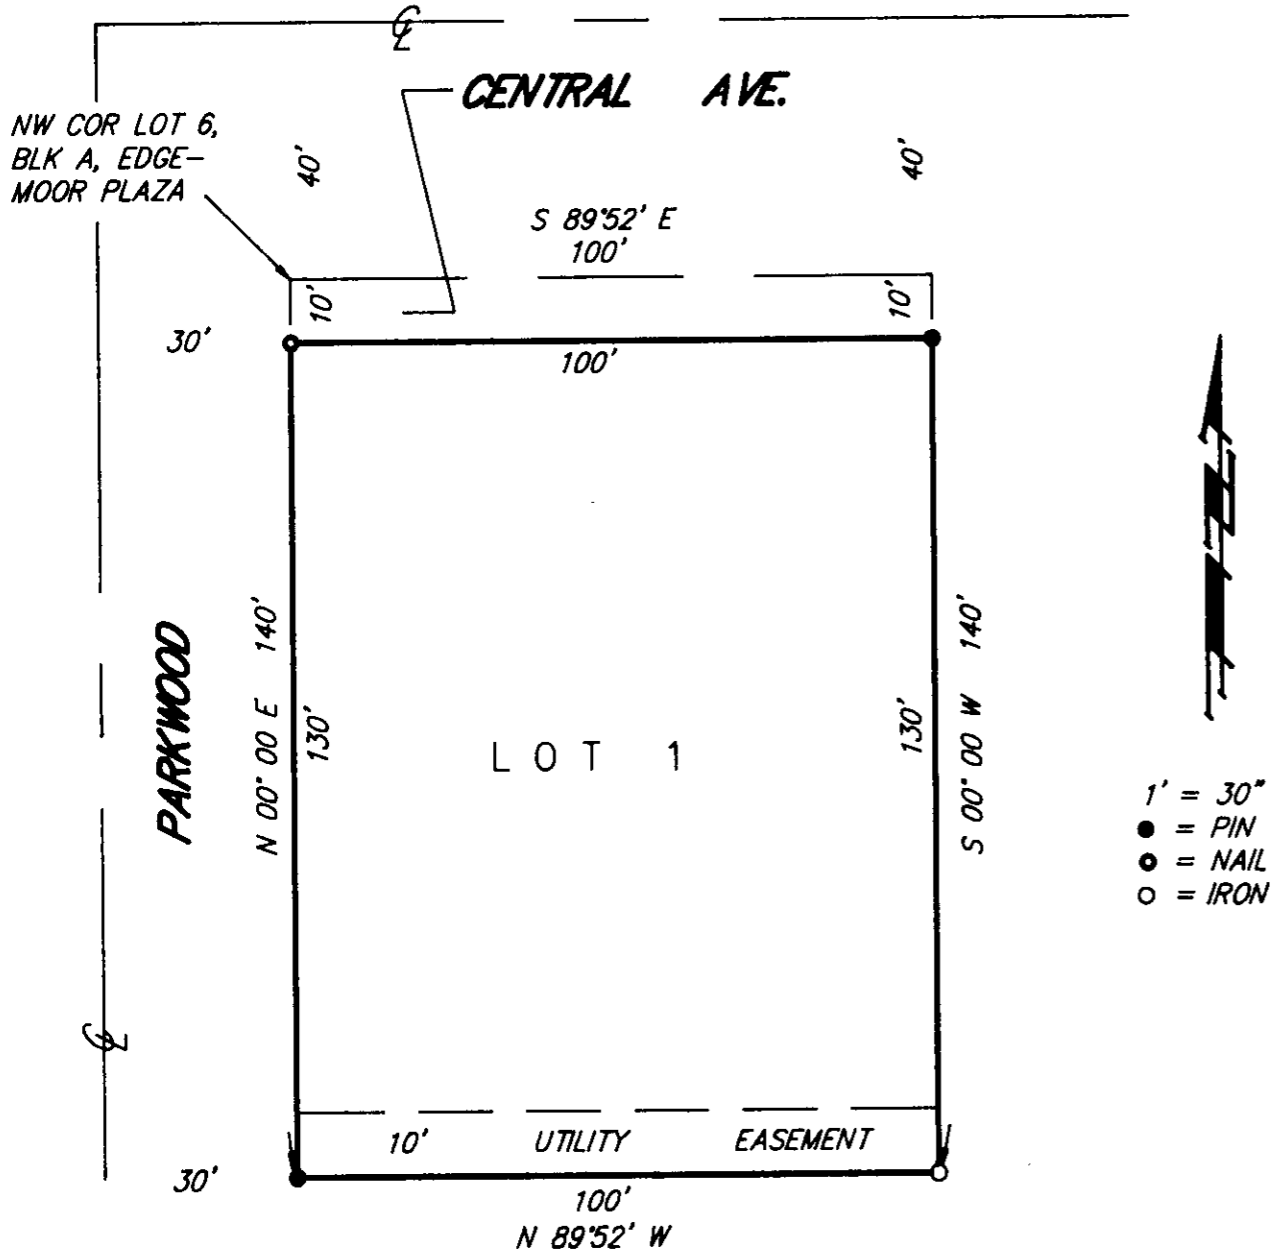 CENTRAL AVE.
NW COR LOT 6,
BLK A, EDGE-
MOOR PLAZA
40'
40'
S 89°52' E
100'
10'
10'
30'
100'
PARKWOOD
N 00° 00 E 140'
130'
LOT 1
130'
S 00° 00 W 140'
1' = 30"
= PIN
= NAIL
= IRON
10' UTILITY EASEMENT
30'
100'
N 89°52' W